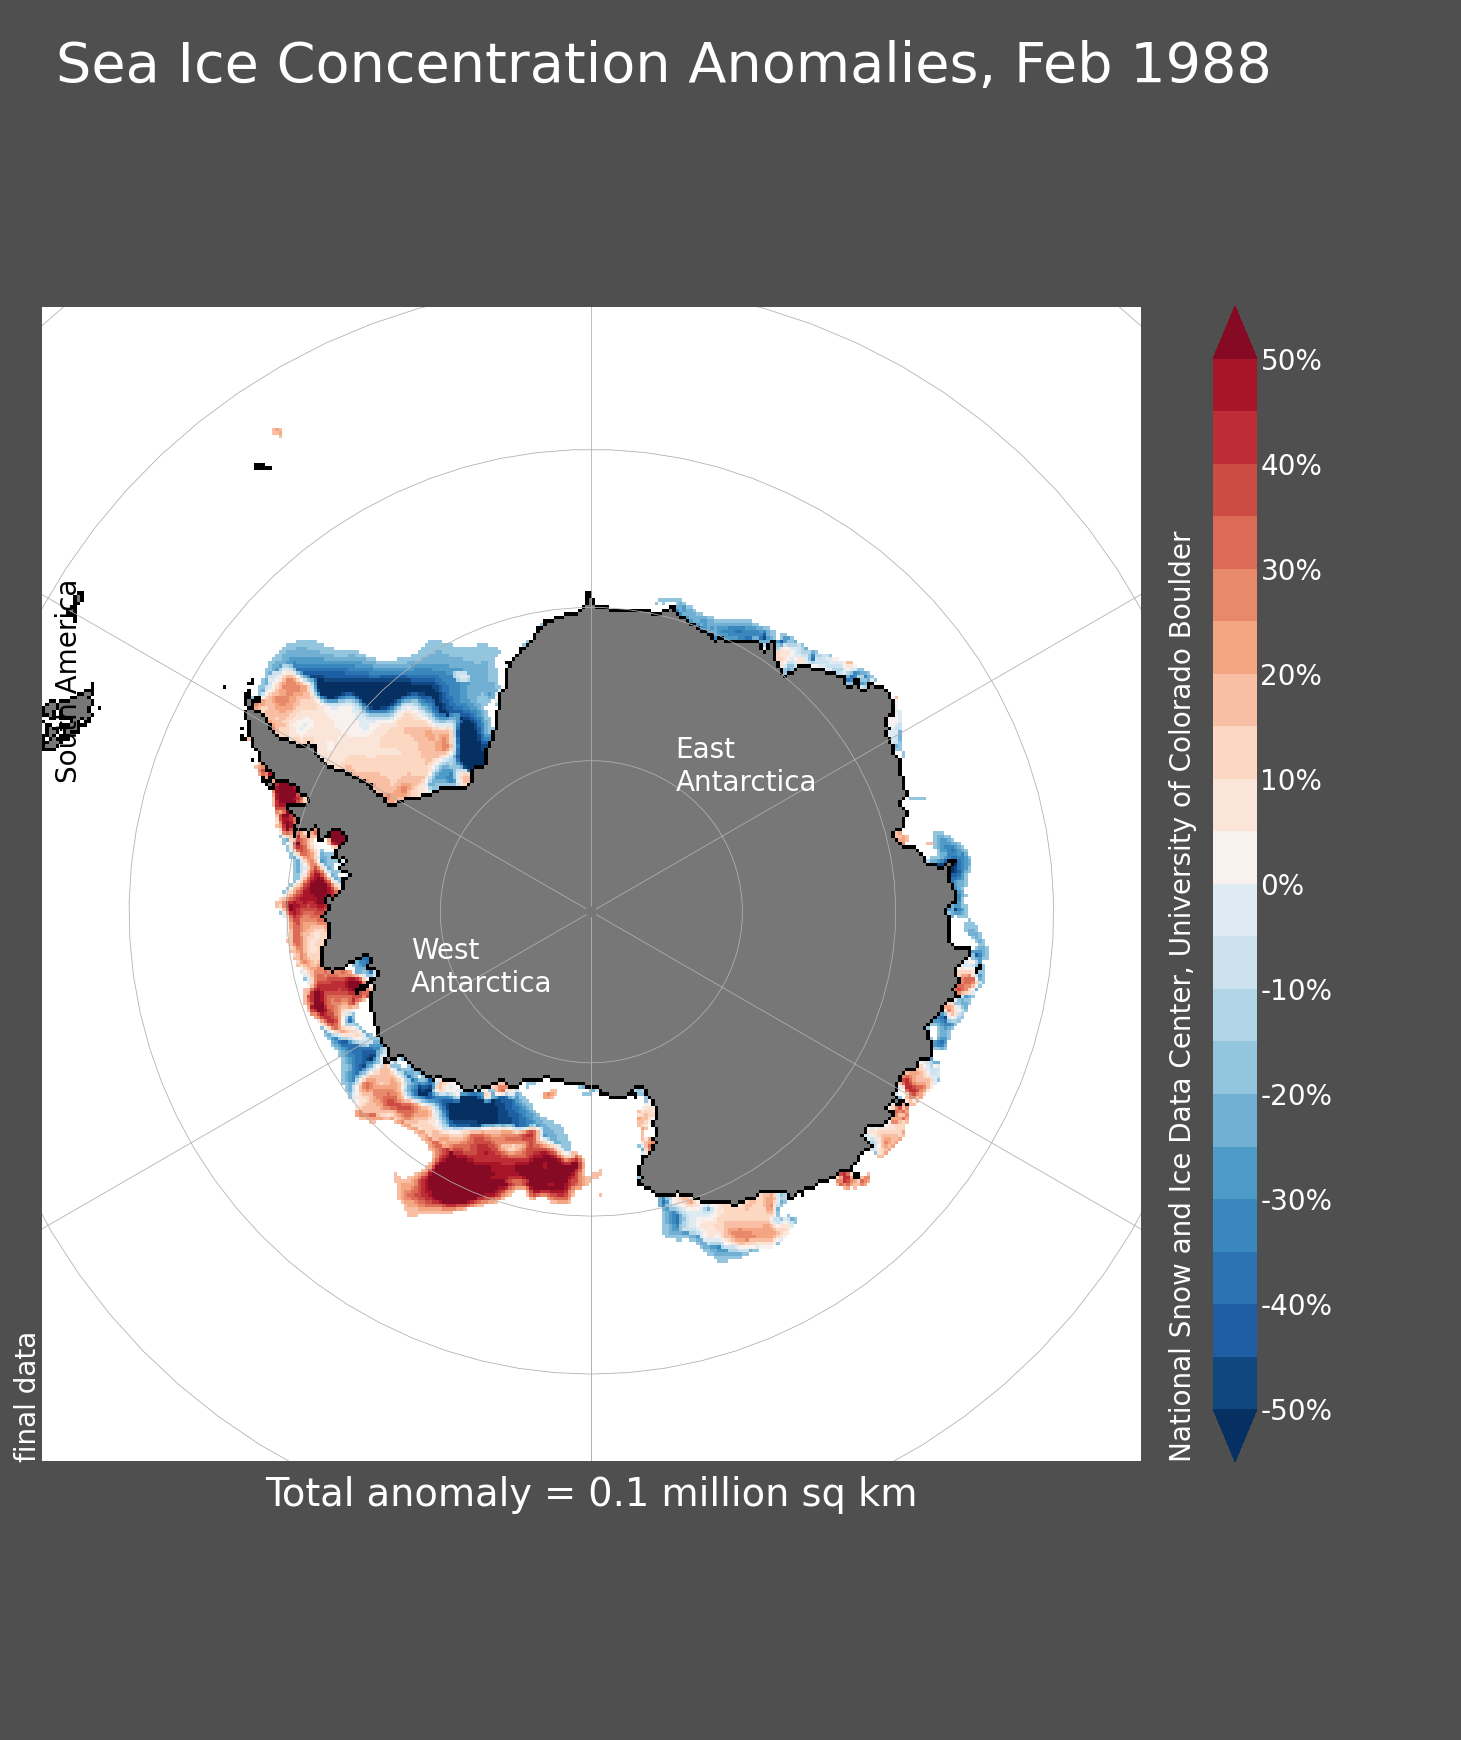 Sea Ice Concentration Anomalies, Feb 1988
South America
East
Antarctica
West
Antarctica
final data
National Snow and Ice Data Center, University of Colorado Boulder
50%
40%
30%
20%
10%
0%
-10%
-20%
-30%
-40%
-50%
Total anomaly = 0.1 million sq km